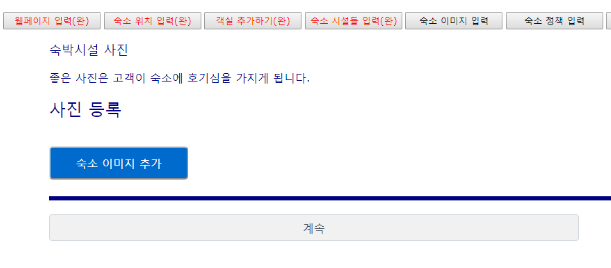 웹페이지 입력(완) 숙소 위치 입력(완) 객실 추가하기(완) 숙소 시설들 입력(완) 숙소 이미지 입력 숙소 정책 입력
숙박시설 사진
좋은 사진은 고객이 숙소에 호기심을 가지게 됩니다.
사진 등록
숙소 이미지 추가
계속